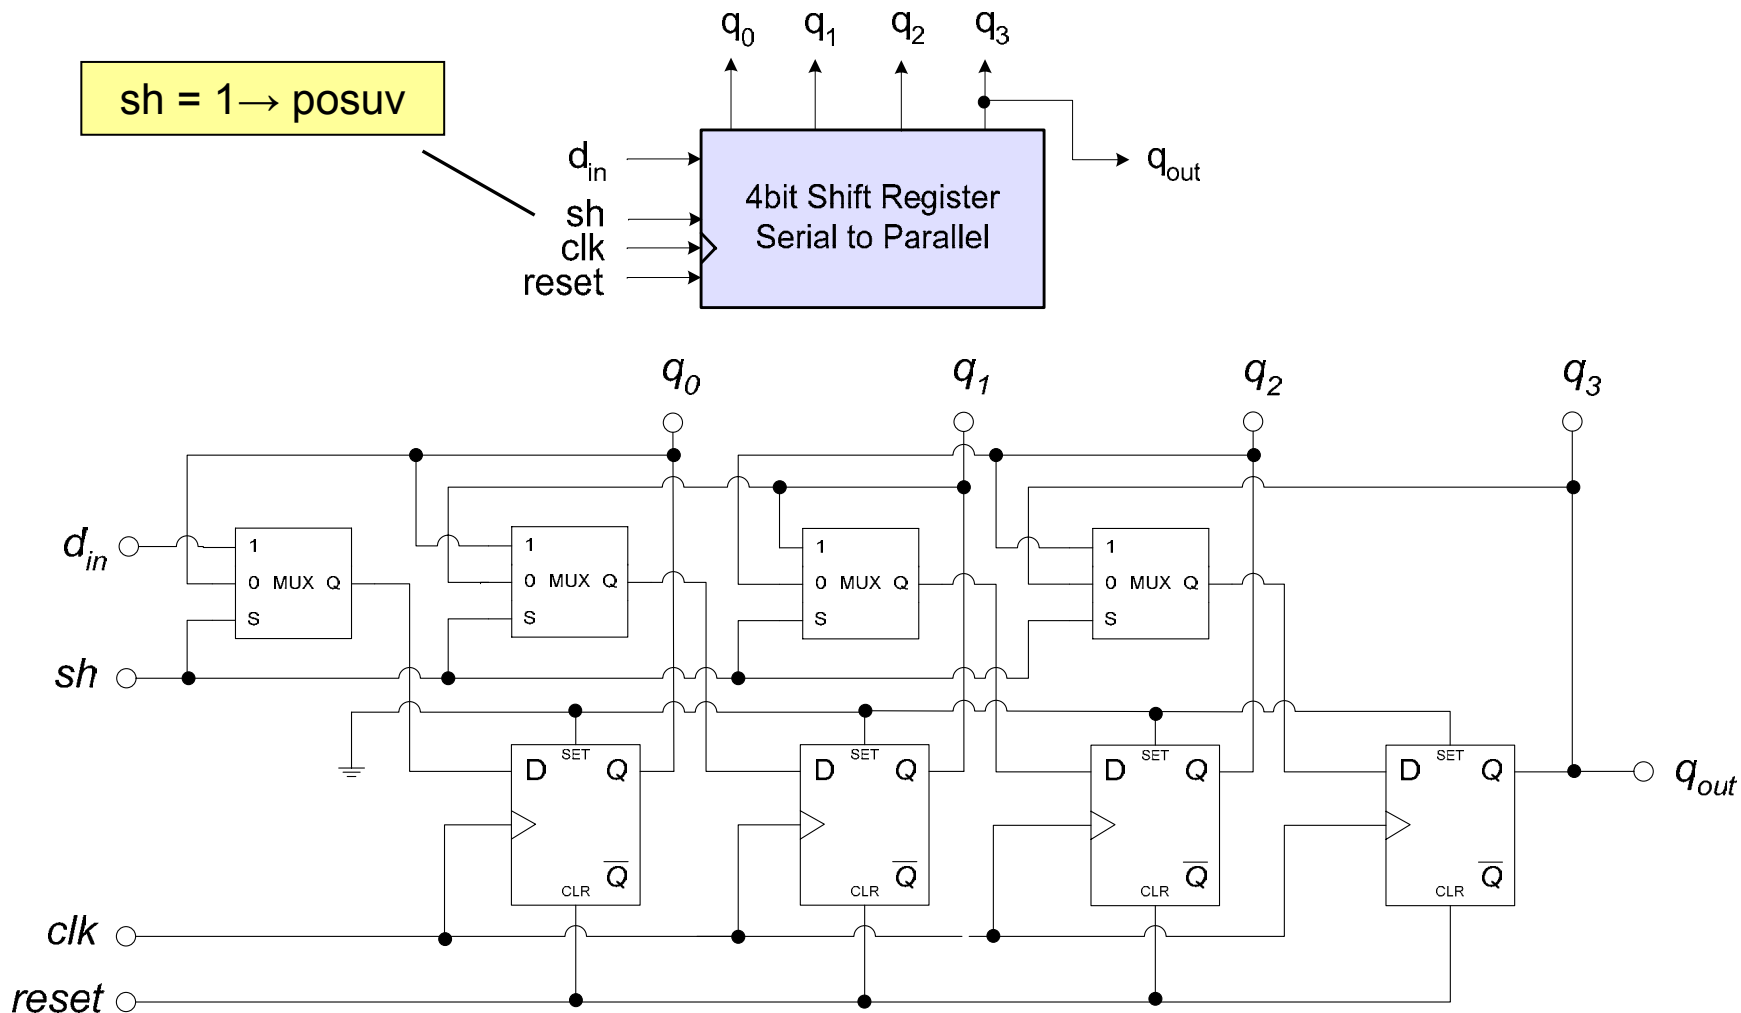 q0 q1 q2 q3
sh = 1→ posuv
din
qout
4bit Shift Register
Serial to Parallel
sh
clk
reset
q0 q1 q2 q3
din
1 1 1 1
0 MUX Q 0 MUX Q 0 MUX Q 0 MUX Q
S S S S
sh
SET SET SET SET
D Q D Q D Q D Q
qout
Q̅ Q̅ Q̅ Q̅
CLR CLR CLR CLR
clk
reset